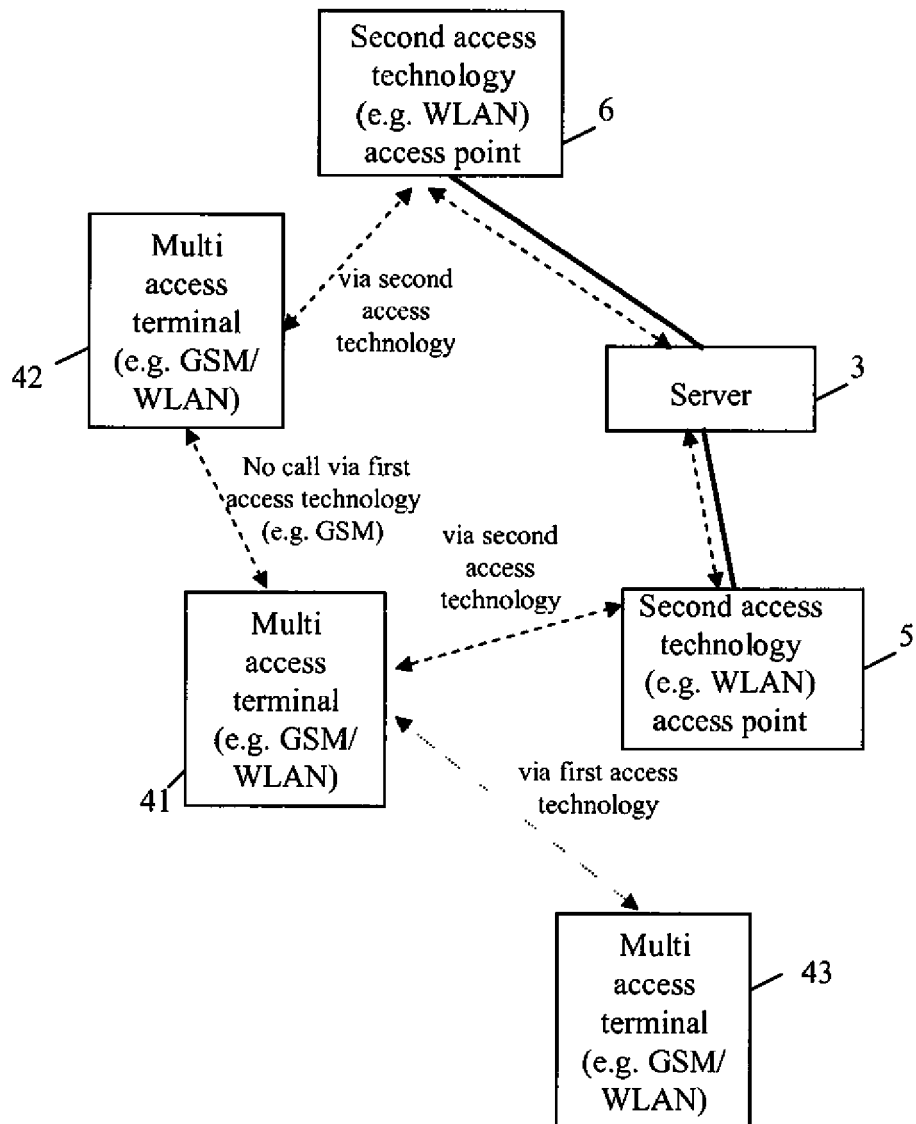 Second access
technology
(e.g. WLAN)
access point
6
Multi
access
terminal
(e.g. GSM/
WLAN)
42
via second
access
technology
Server
3
No call via first
access technology
(e.g. GSM)
via second
access
technology
Multi
access
terminal
(e.g. GSM/
WLAN)
41
Second access
technology
(e.g. WLAN)
access point
5
via first access
technology
Multi
access
terminal
(e.g. GSM/
WLAN)
43